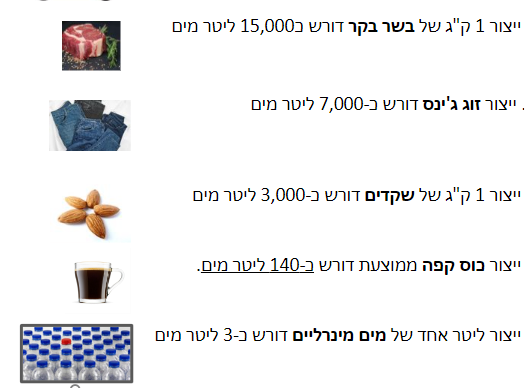 ייצור 1 ק"ג של בשר בקר דורש כ15,000 ליטר מים
. ייצור זוג ג'ינס דורש כ-7,000 ליטר מים
ייצור 1 ק"ג של שקדים דורש כ-3,000 ליטר מים
ייצור כוס קפה ממוצעת דורש כ-140 ליטר מים.
ייצור ליטר אחד של מים מינרליים דורש כ-3 ליטר מים